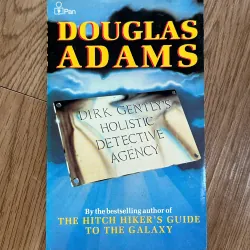 Pan
DOUGLAS
ADAMS
DIRK GENTLY'S
HOLISTIC
DETECTIVE
AGENCY
By the bestselling author of
THE HITCH HIKER'S GUIDE
TO THE GALAXY